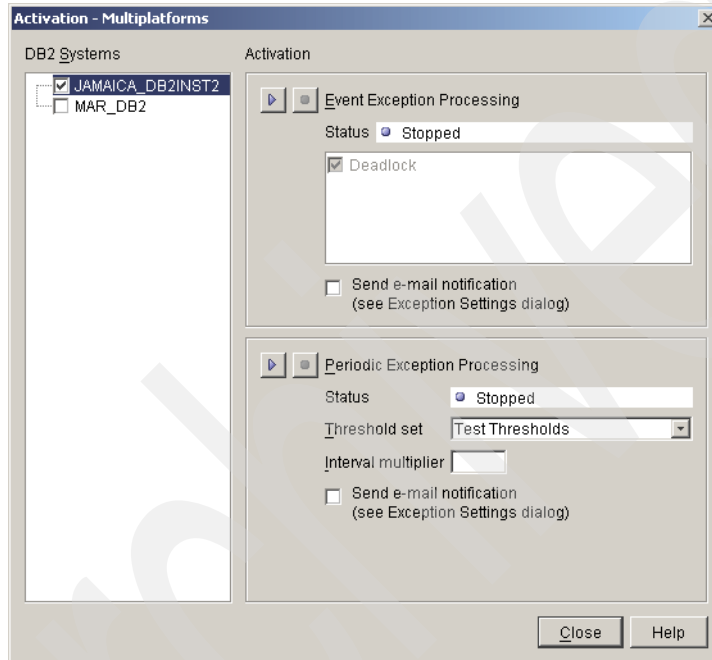 Activation - Multiplatforms
DB2 Systems
JAMAICA_DB2INST2
MAR_DB2
Activation
Event Exception Processing
Status Stopped
Deadlock
Send e-mail notification
(see Exception Settings dialog)
Periodic Exception Processing
Status Stopped
Threshold set Test Thresholds
Interval multiplier
Send e-mail notification
(see Exception Settings dialog)
Close Help